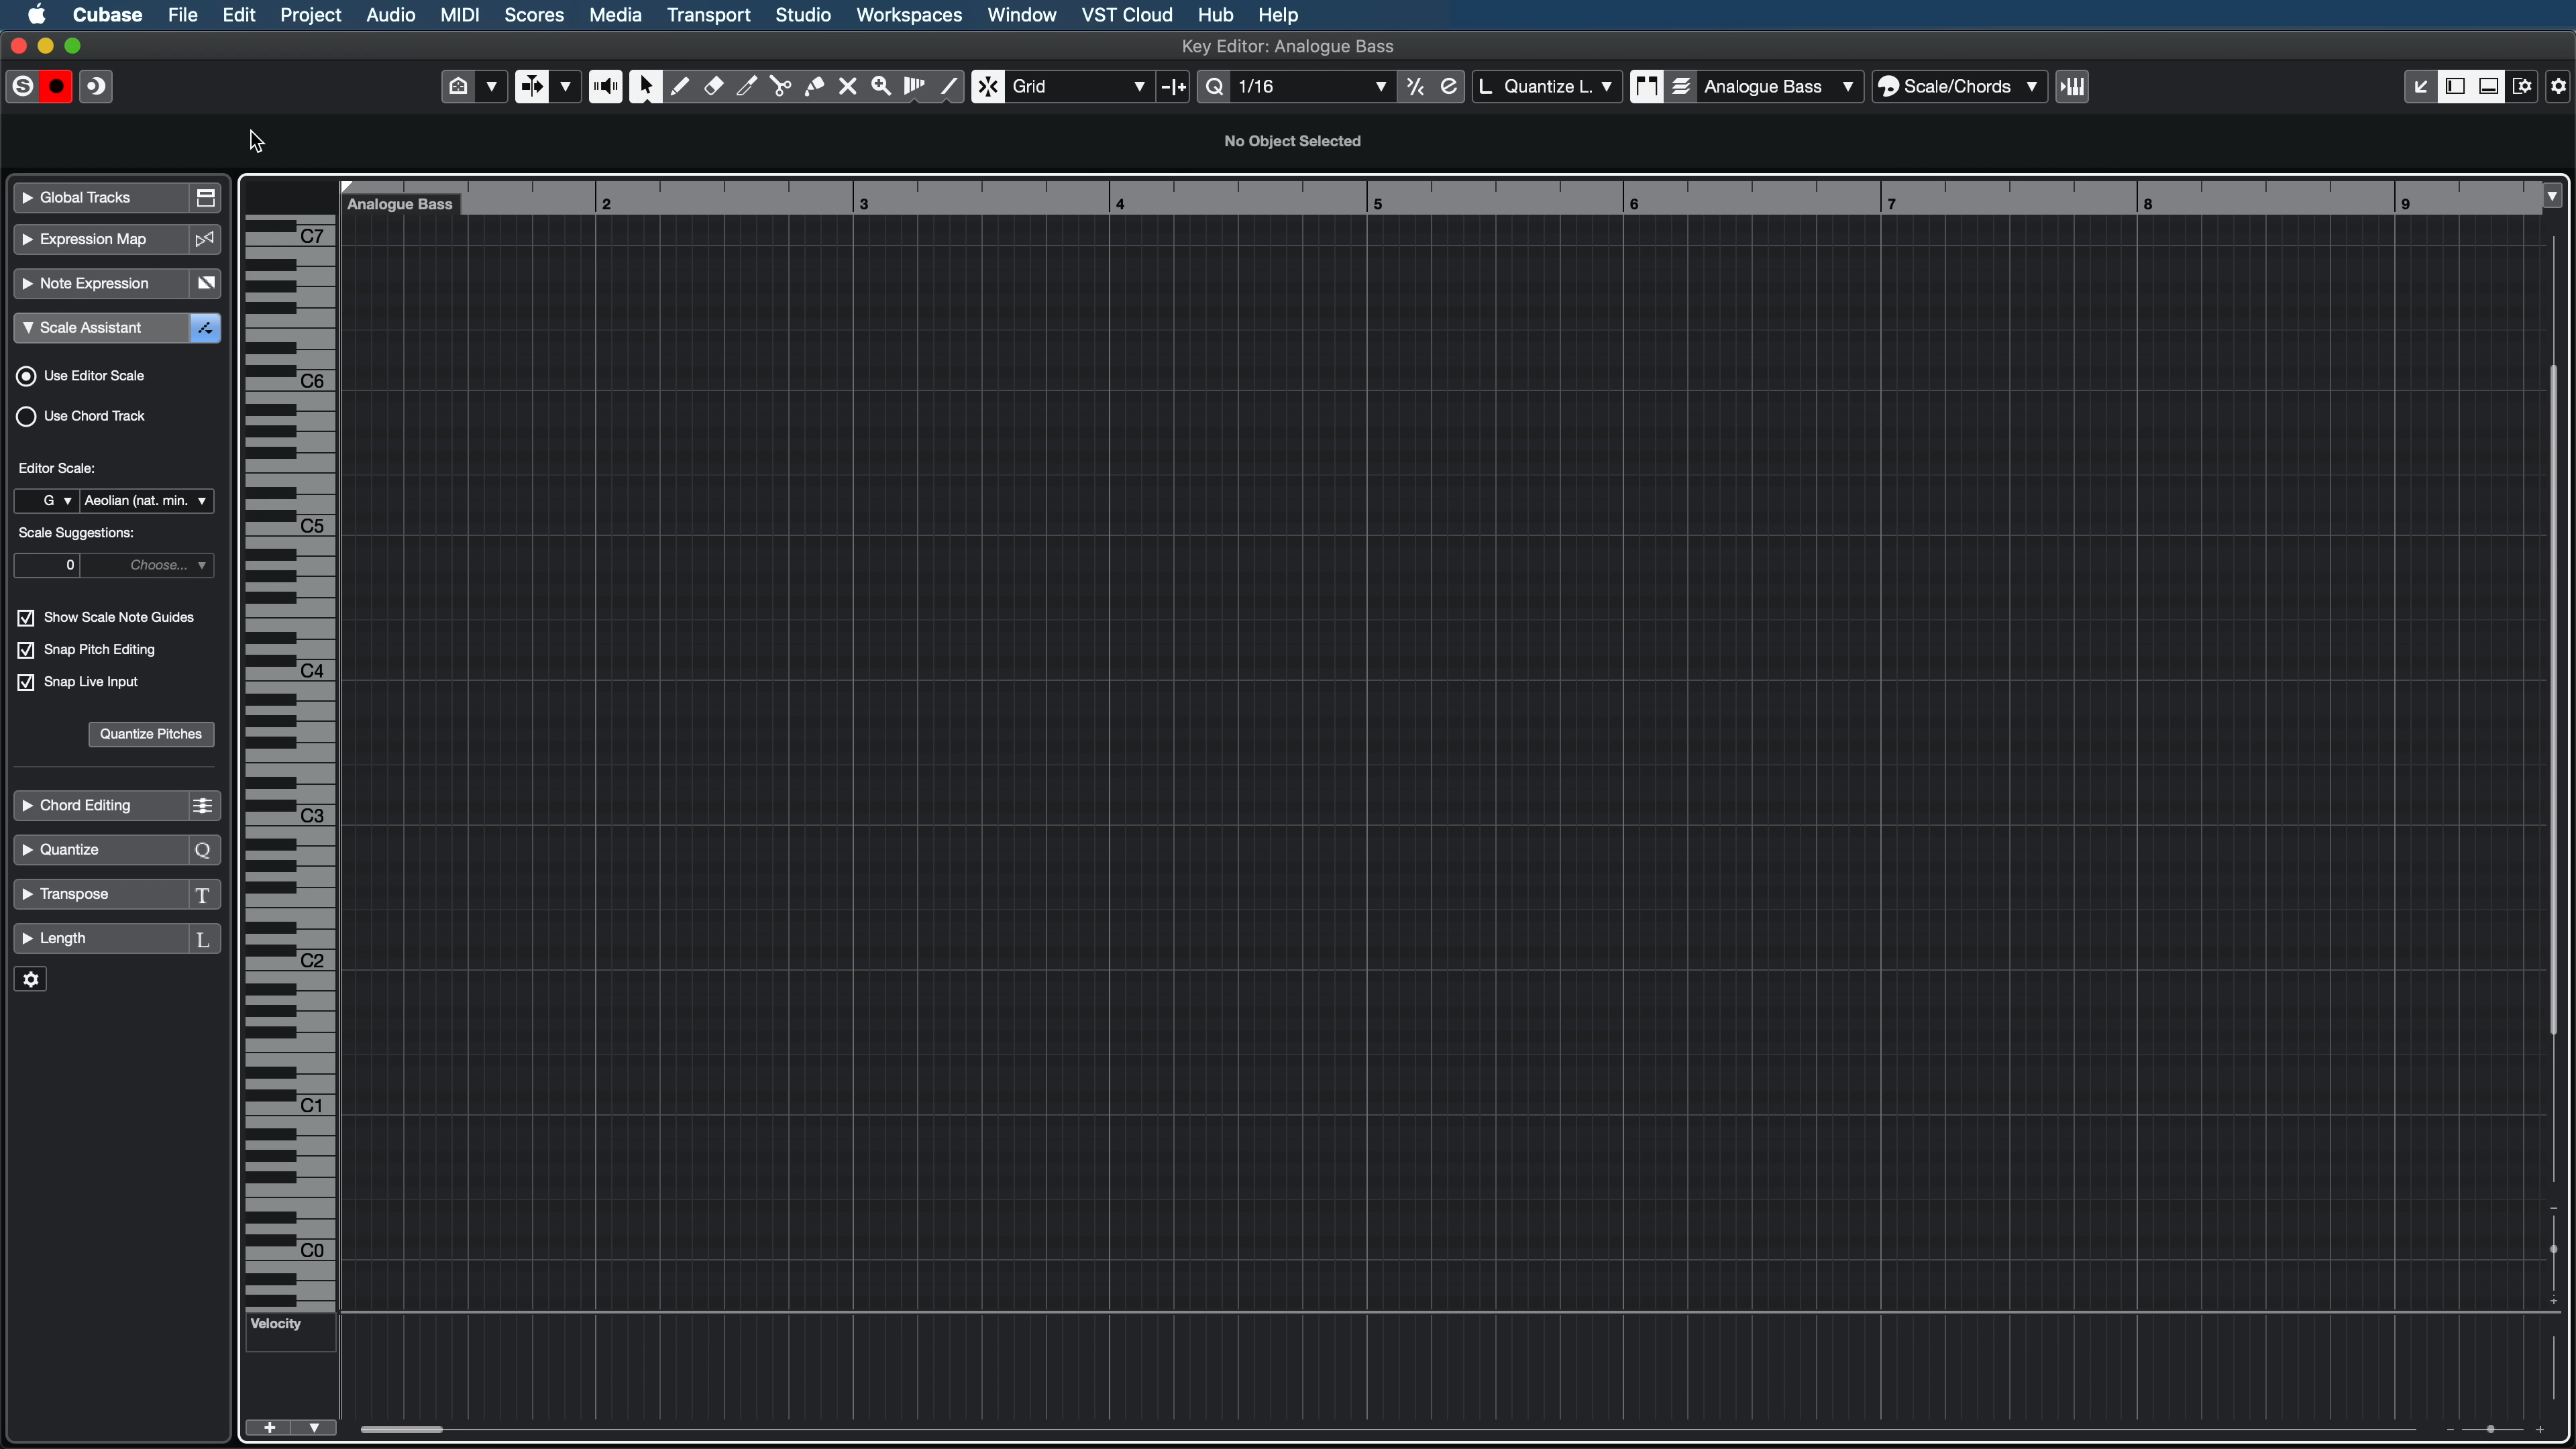 Cubase File Edit Project Audio MIDI Scores Media Transport Studio Workspaces Window VST Cloud Hub Help
Key Editor: Analogue Bass
Grid 1/16 Quantize L. Analogue Bass Scale/Chords
No Object Selected
Global Tracks
Expression Map
Note Expression
Scale Assistant
Use Editor Scale
Use Chord Track
Editor Scale:
G Aeolian (nat. min.
Scale Suggestions:
0 Choose...
Show Scale Note Guides
Snap Pitch Editing
Snap Live Input
Quantize Pitches
Chord Editing
Quantize Q
Transpose T
Length L
Analogue Bass 2 3 4 5 6 7 8 9
C7
C6
C5
C4
C3
C2
C1
C0
Velocity